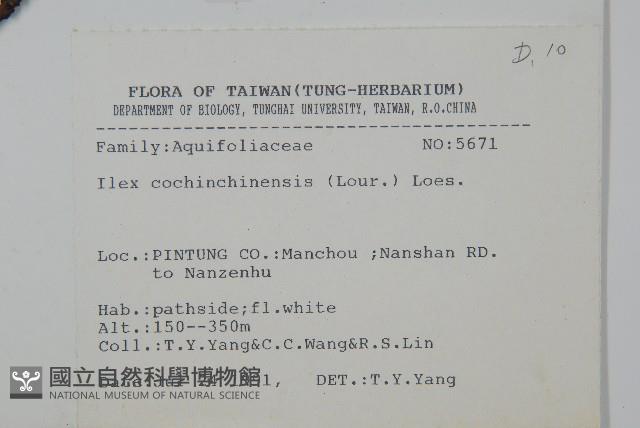 D, 10
FLORA OF TAIWAN(TUNG-HERBARIUM)
DEPARTMENT OF BIOLOGY, TUNGHAI UNIVERSITY, TAIWAN, R.O.CHINA
Family:Aquifoliaceae NO:5671
Ilex cochinchinensis (Lour.) Loes.
Loc.:PINTUNG CO.:Manchou ;Nanshan RD.
to Nanzenhu
Hab.:pathside;fl.white
Alt.:150--350m
Coll.:T.Y.Yang&C.C.Wang&R.S.Lin
DET.:T.Y.Yang
國立自然科學博物館
NATIONAL MUSEUM OF NATURAL SCIENCE